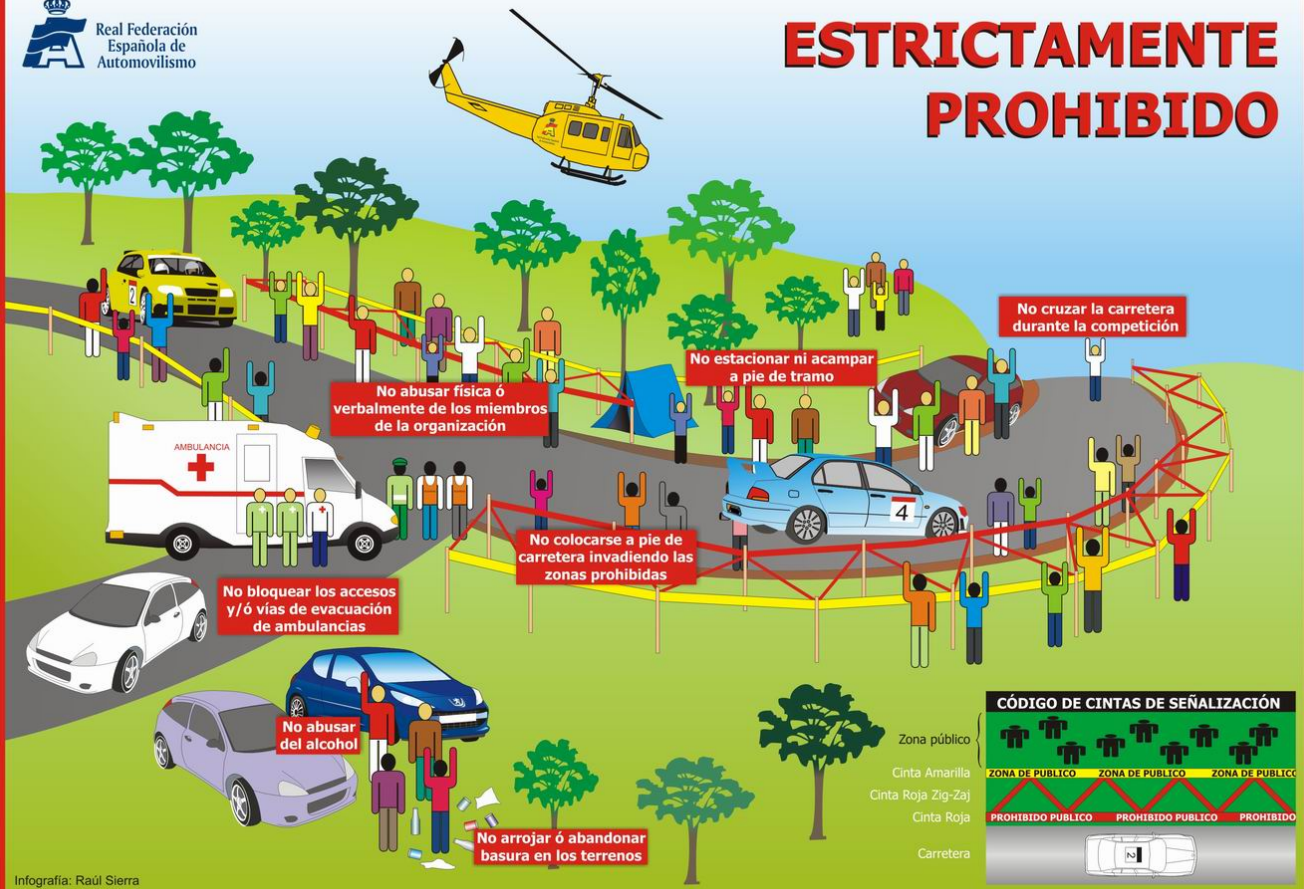 Real Federación
Española de
Automovilismo
ESTRICTAMENTE
PROHIBIDO
2
No cruzar la carretera
durante la competición
No estacionar ni acampar
a pie de tramo
No abusar física ó
verbalmente de los miembros
de la organización
AMBULANCIA
4
No colocarse a pie de
carretera invadiendo las
zonas prohibidas
No bloquear los accesos
y/ó vías de evacuación
de ambulancias
No abusar
del alcohol
No arrojar ó abandonar
basura en los terrenos
CÓDIGO DE CINTAS DE SEÑALIZACIÓN
Zona público
Cinta Amarilla
ZONA DE PUBLICO ZONA DE PUBLICO ZONA DE PUBLICO
Cinta Roja Zig-Zaj
Cinta Roja
PROHIBIDO PUBLICO PROHIBIDO PUBLICO PROHIBIDO
Carretera
2
Infografía: Raúl Sierra